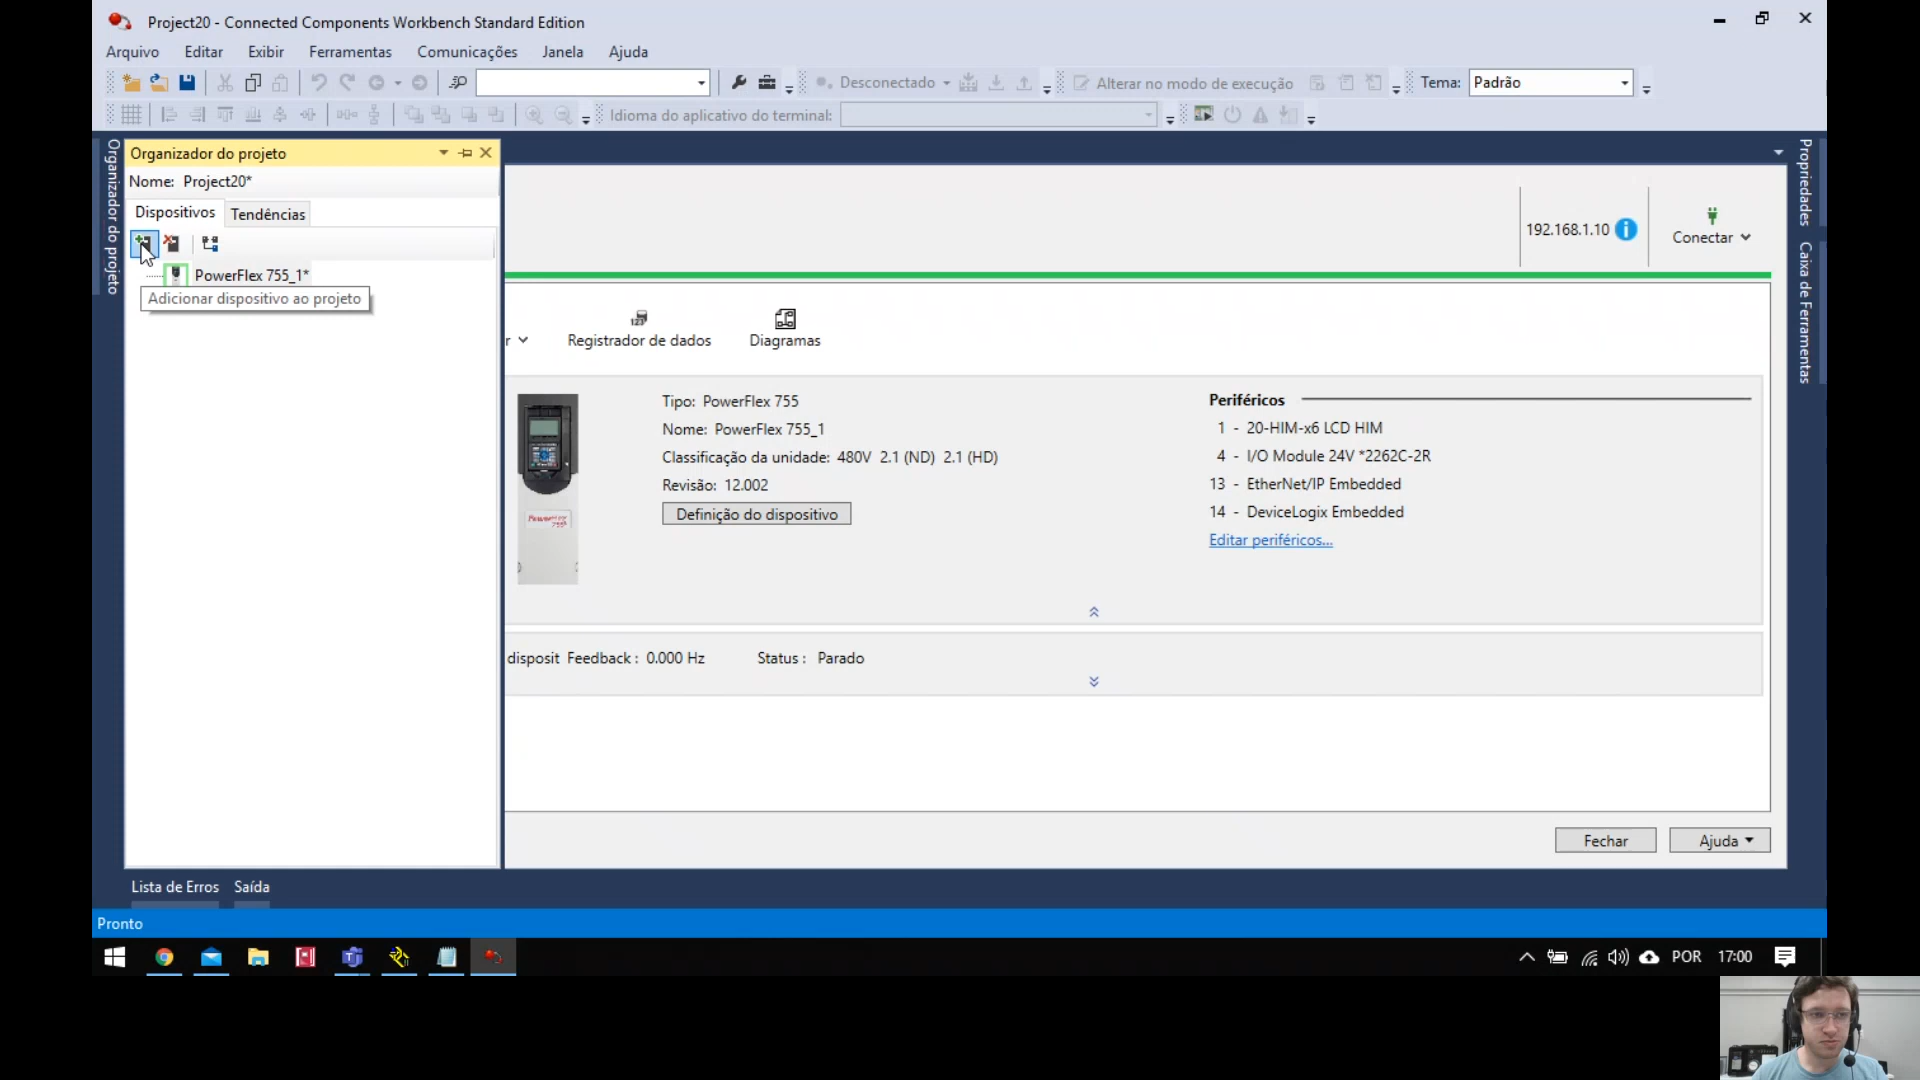 Project20 - Connected Components Workbench Standard Edition
Arquivo Editar Exibir Ferramentas Comunicações Janela Ajuda
Desconectado Alterar no modo de execução Tema: Padrão
Idioma do aplicativo do terminal:
Organizador do projeto
Organizador do projeto
Nome: Project20*
Dispositivos Tendências
PowerFlex 755_1*
Adicionar dispositivo ao projeto
192.168.1.10
Conectar
r Registrador de dados Diagramas
Tipo: PowerFlex 755
Nome: PowerFlex 755_1
Classificação da unidade: 480V 2.1 (ND) 2.1 (HD)
Revisão: 12.002
Definição do dispositivo
Periféricos
1 - 20-HIM-x6 LCD HIM
4 - I/O Module 24V *2262C-2R
13 - EtherNet/IP Embedded
14 - DeviceLogix Embedded
Editar periféricos...
disposit Feedback : 0.000 Hz Status : Parado
Fechar Ajuda
Propriedades
Caixa de Ferramentas
Lista de Erros Saída
Pronto
POR 17:00